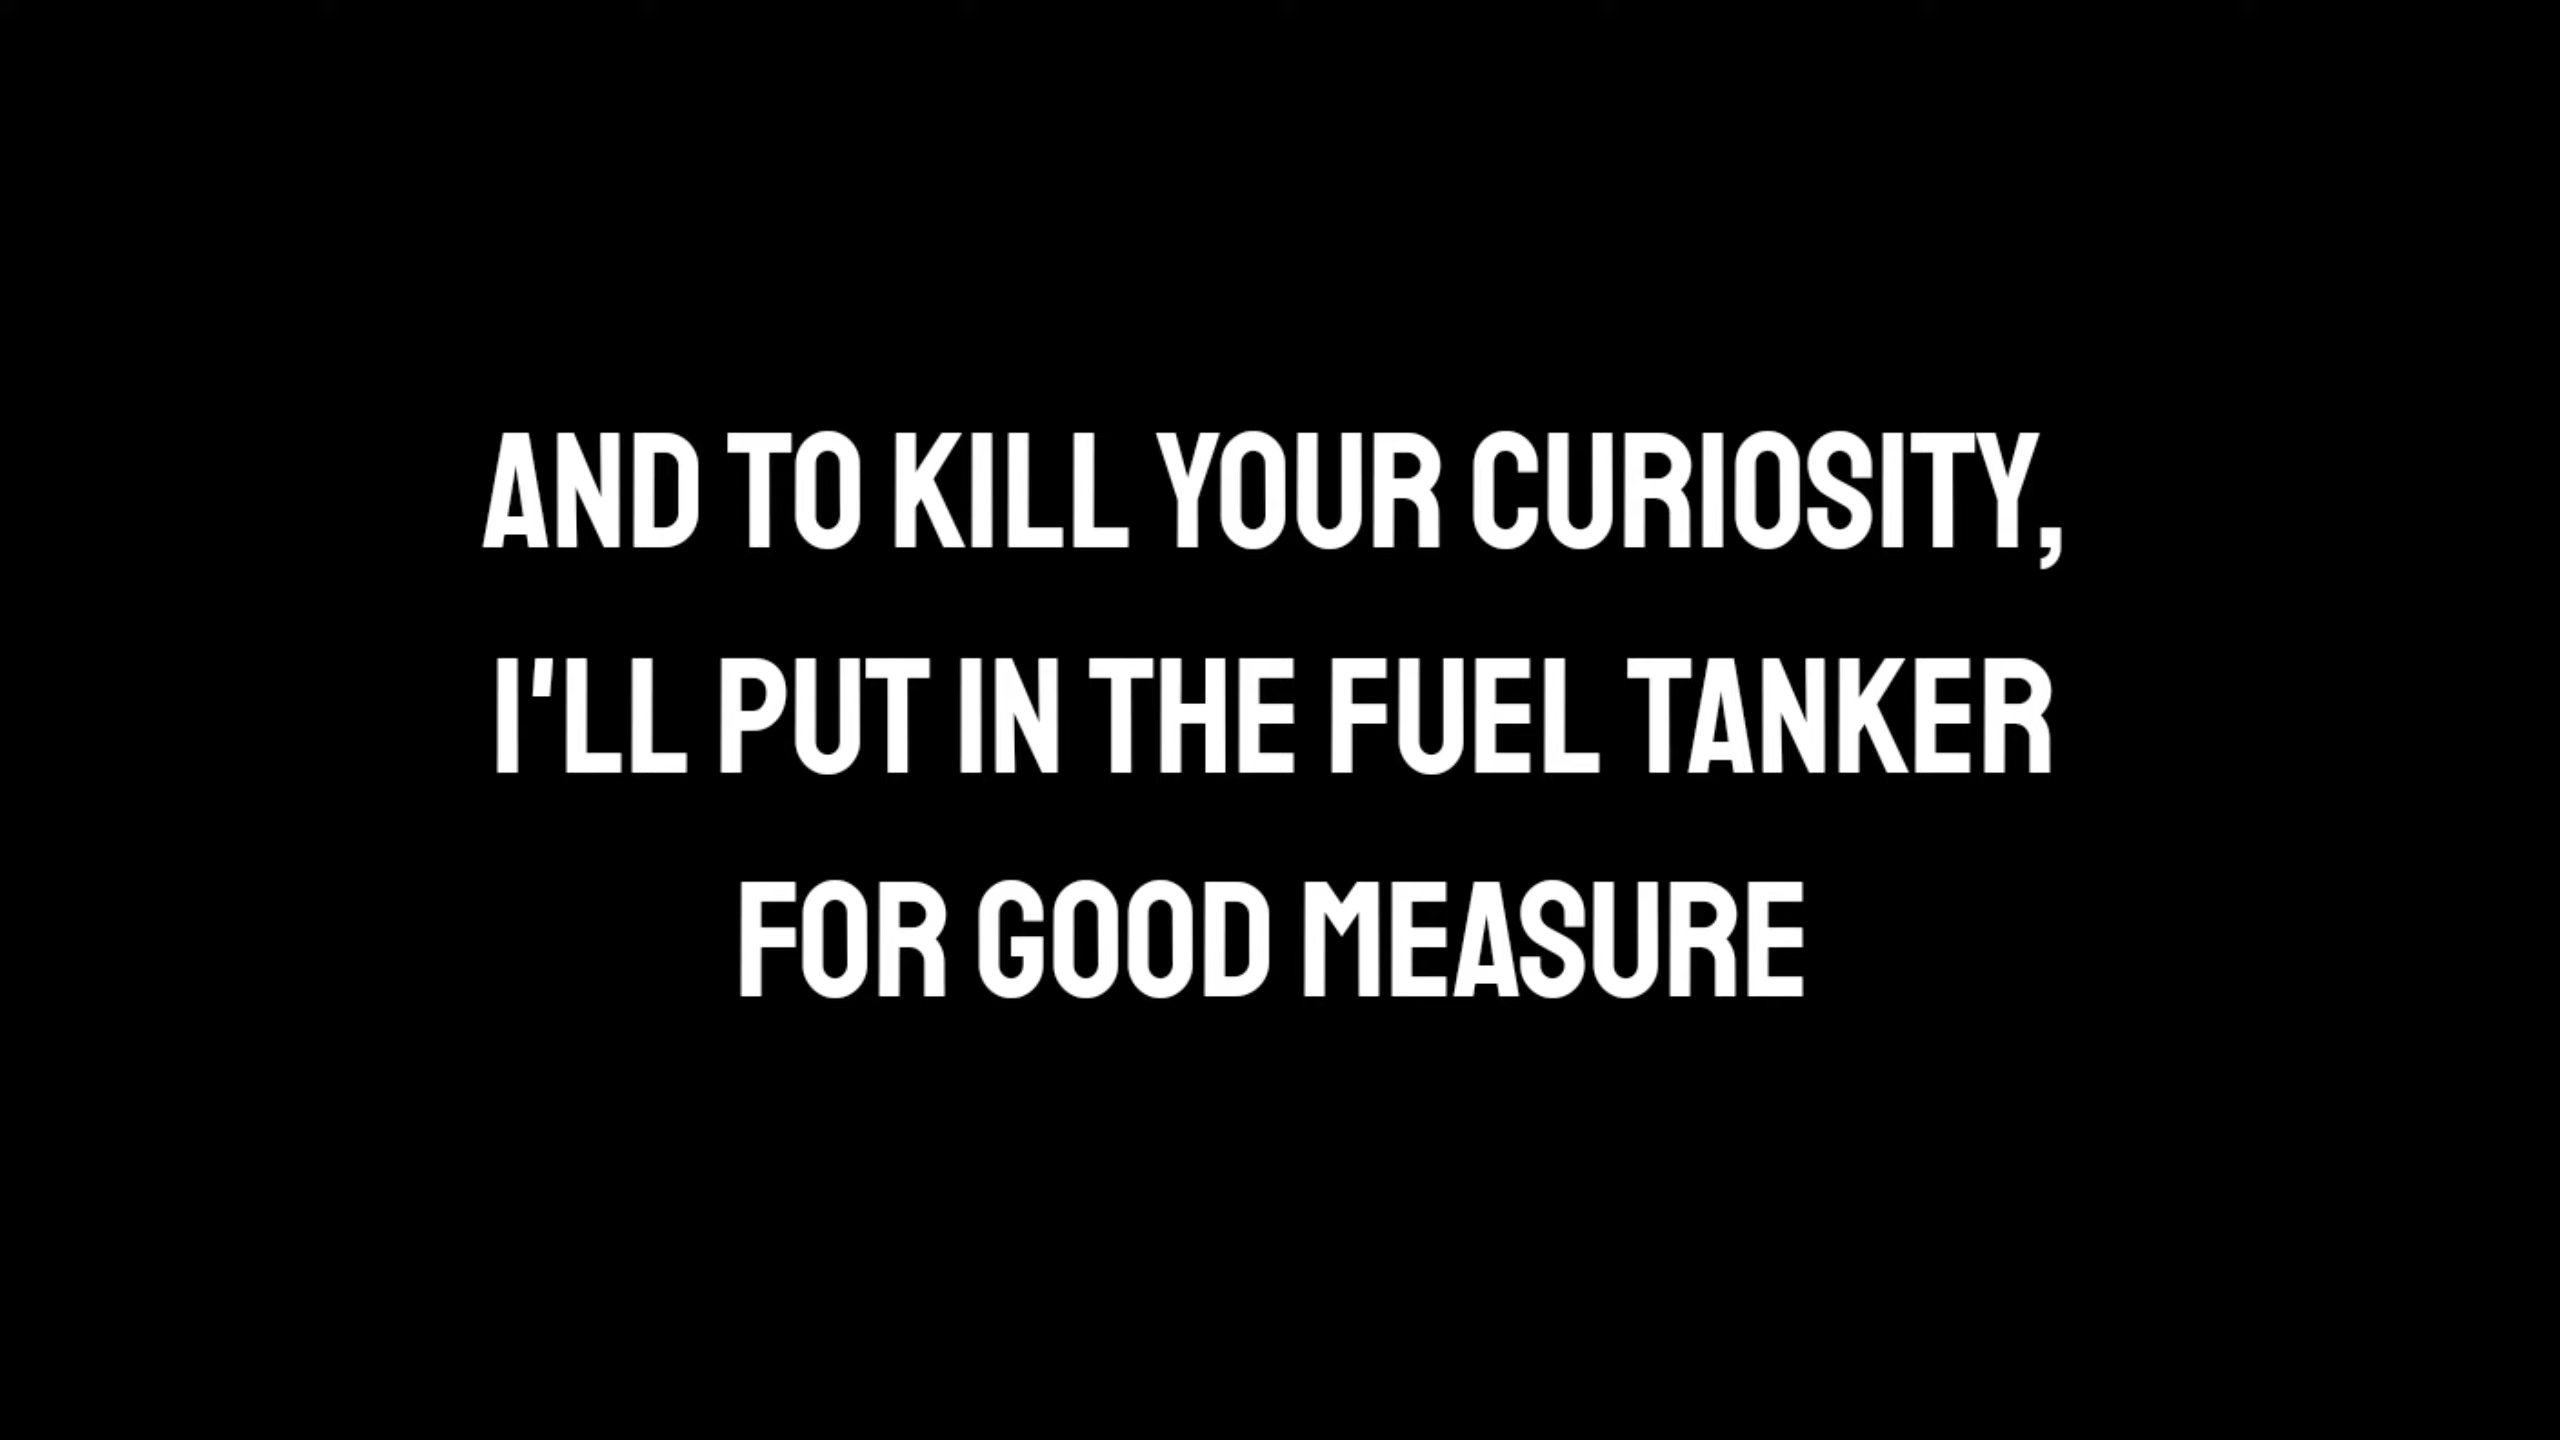 AND TO KILL YOUR CURIOSITY,
I'LL PUT IN THE FUEL TANKER
FOR GOOD MEASURE